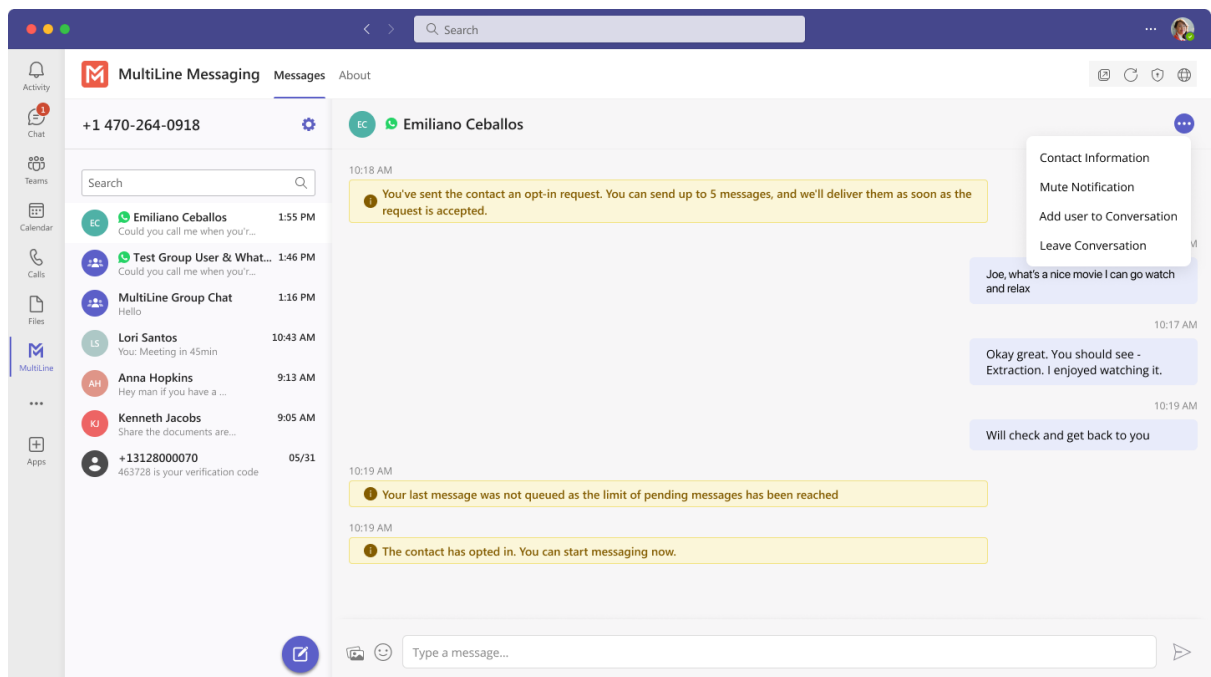 Search
Activity
1
Chat
Teams
Calendar
Calls
Files
MultiLine
Apps
MultiLine Messaging
Messages
About
+1 470-264-0918
Search
EC
Emiliano Ceballos
1:55 PM
Could you call me when you'r...
Test Group User & What...
1:46 PM
Could you call me when you'r...
MultiLine Group Chat
1:16 PM
Hello
LS
Lori Santos
10:43 AM
You: Meeting in 45min
AH
Anna Hopkins
9:13 AM
Hey man if you have a ...
KJ
Kenneth Jacobs
9:05 AM
Share the documents are...
+13128000070
05/31
463728 is your verification code
EC
Emiliano Ceballos
Contact Information
Mute Notification
Add user to Conversation
Leave Conversation
10:18 AM
You've sent the contact an opt-in request. You can send up to 5 messages, and we'll deliver them as soon as the
request is accepted.
M
Joe, what's a nice movie I can go watch
and relax
10:17 AM
Okay great. You should see -
Extraction. I enjoyed watching it.
10:19 AM
Will check and get back to you
10:19 AM
Your last message was not queued as the limit of pending messages has been reached
10:19 AM
The contact has opted in. You can start messaging now.
Type a message...